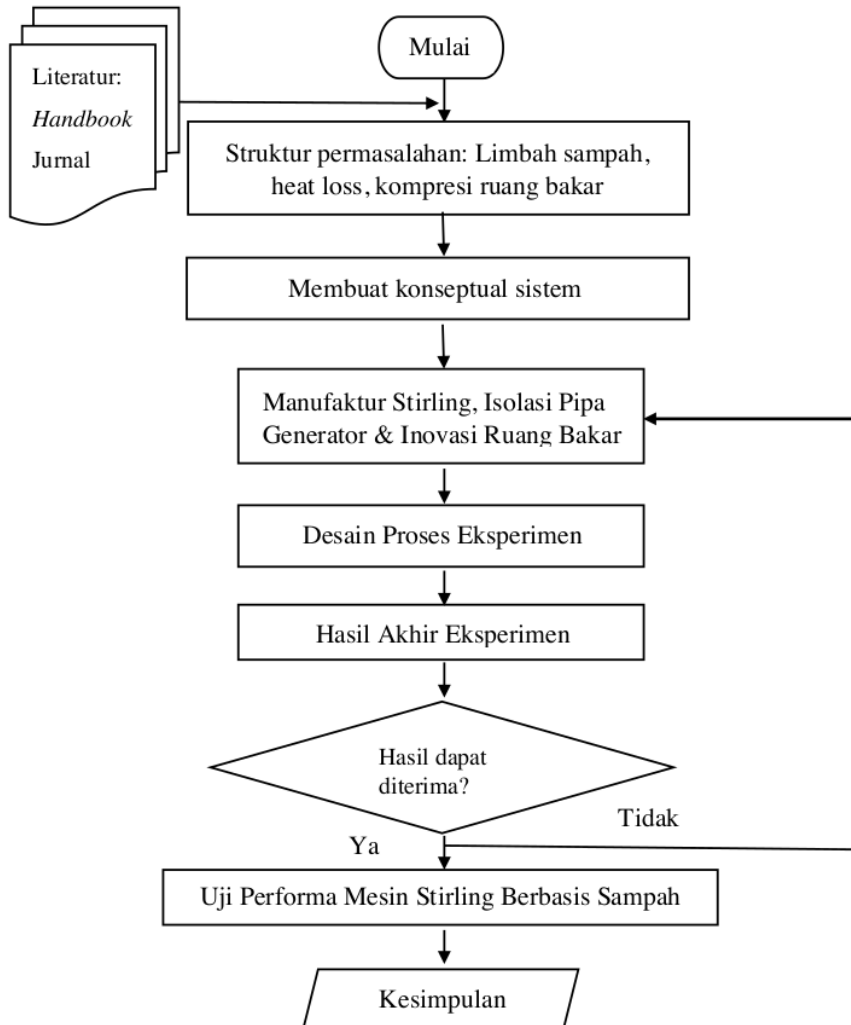 Mulai
Literatur:
Handbook
Jurnal
Struktur permasalahan: Limbah sampah,
heat loss, kompresi ruang bakar
Membuat konseptual sistem
Manufaktur Stirling, Isolasi Pipa
Generator & Inovasi Ruang Bakar
Desain Proses Eksperimen
Hasil Akhir Eksperimen
Hasil dapat
diterima?
Tidak
Ya
Uji Performa Mesin Stirling Berbasis Sampah
Kesimpulan